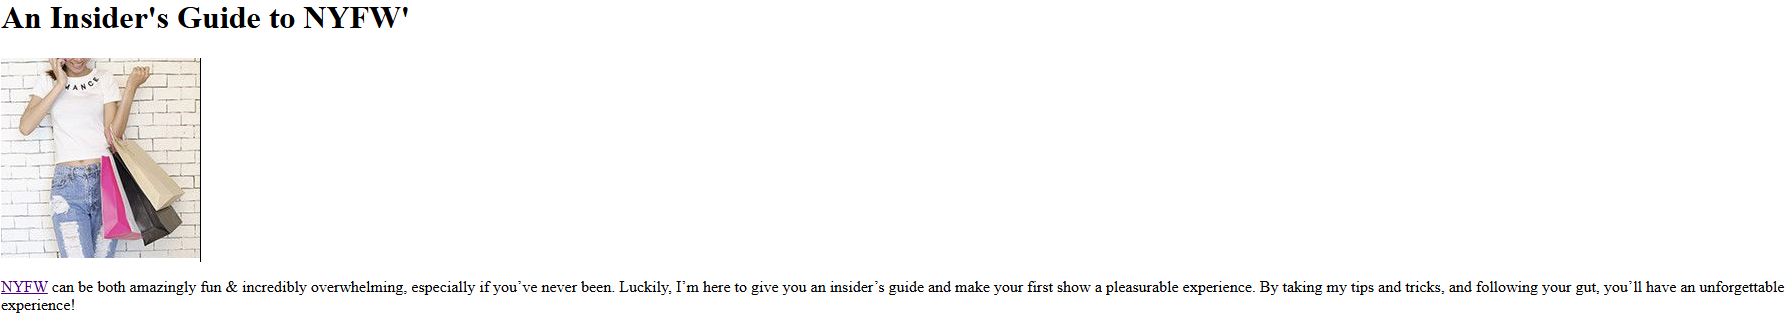 An Insider's Guide to NYFW'
MANCE
NYFW can be both amazingly fun & incredibly overwhelming, especially if you’ve never been. Luckily, I’m here to give you an insider’s guide and make your first show a pleasurable experience. By taking my tips and tricks, and following your gut, you’ll have an unforgettable
experience!